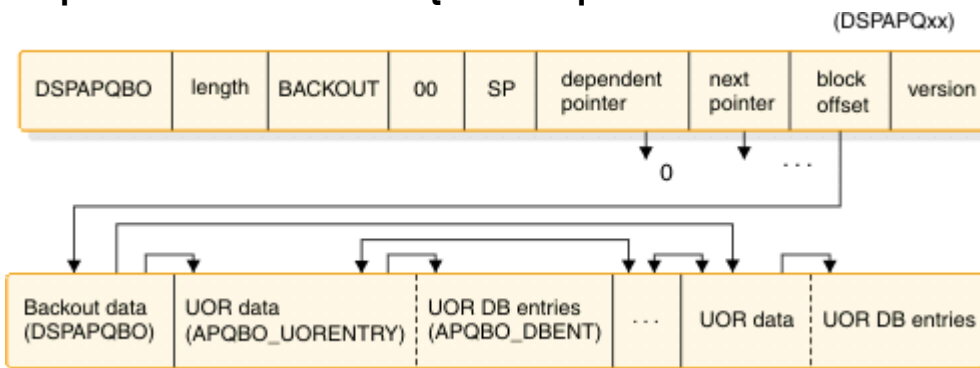 (DSPAPQxx)
DSPAPQBO
length
BACKOUT
00
SP
dependent
pointer
next
pointer
block
offset
version
0
. . .
Backout data
(DSPAPQBO)
UOR data
(APQBO_UORENTRY)
UOR DB entries
(APQBO_DBENT)
. . .
UOR data
UOR DB entries